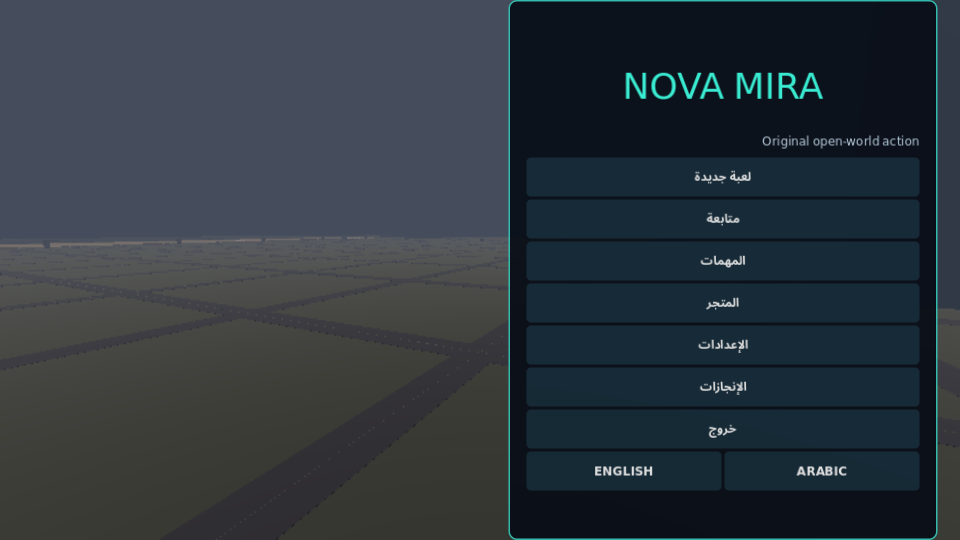 NOVA MIRA
Original open-world action
لعبة جديدة
متابعة
المهمات
المتجر
الإعدادات
الإنجازات
خروج
ENGLISH
ARABIC